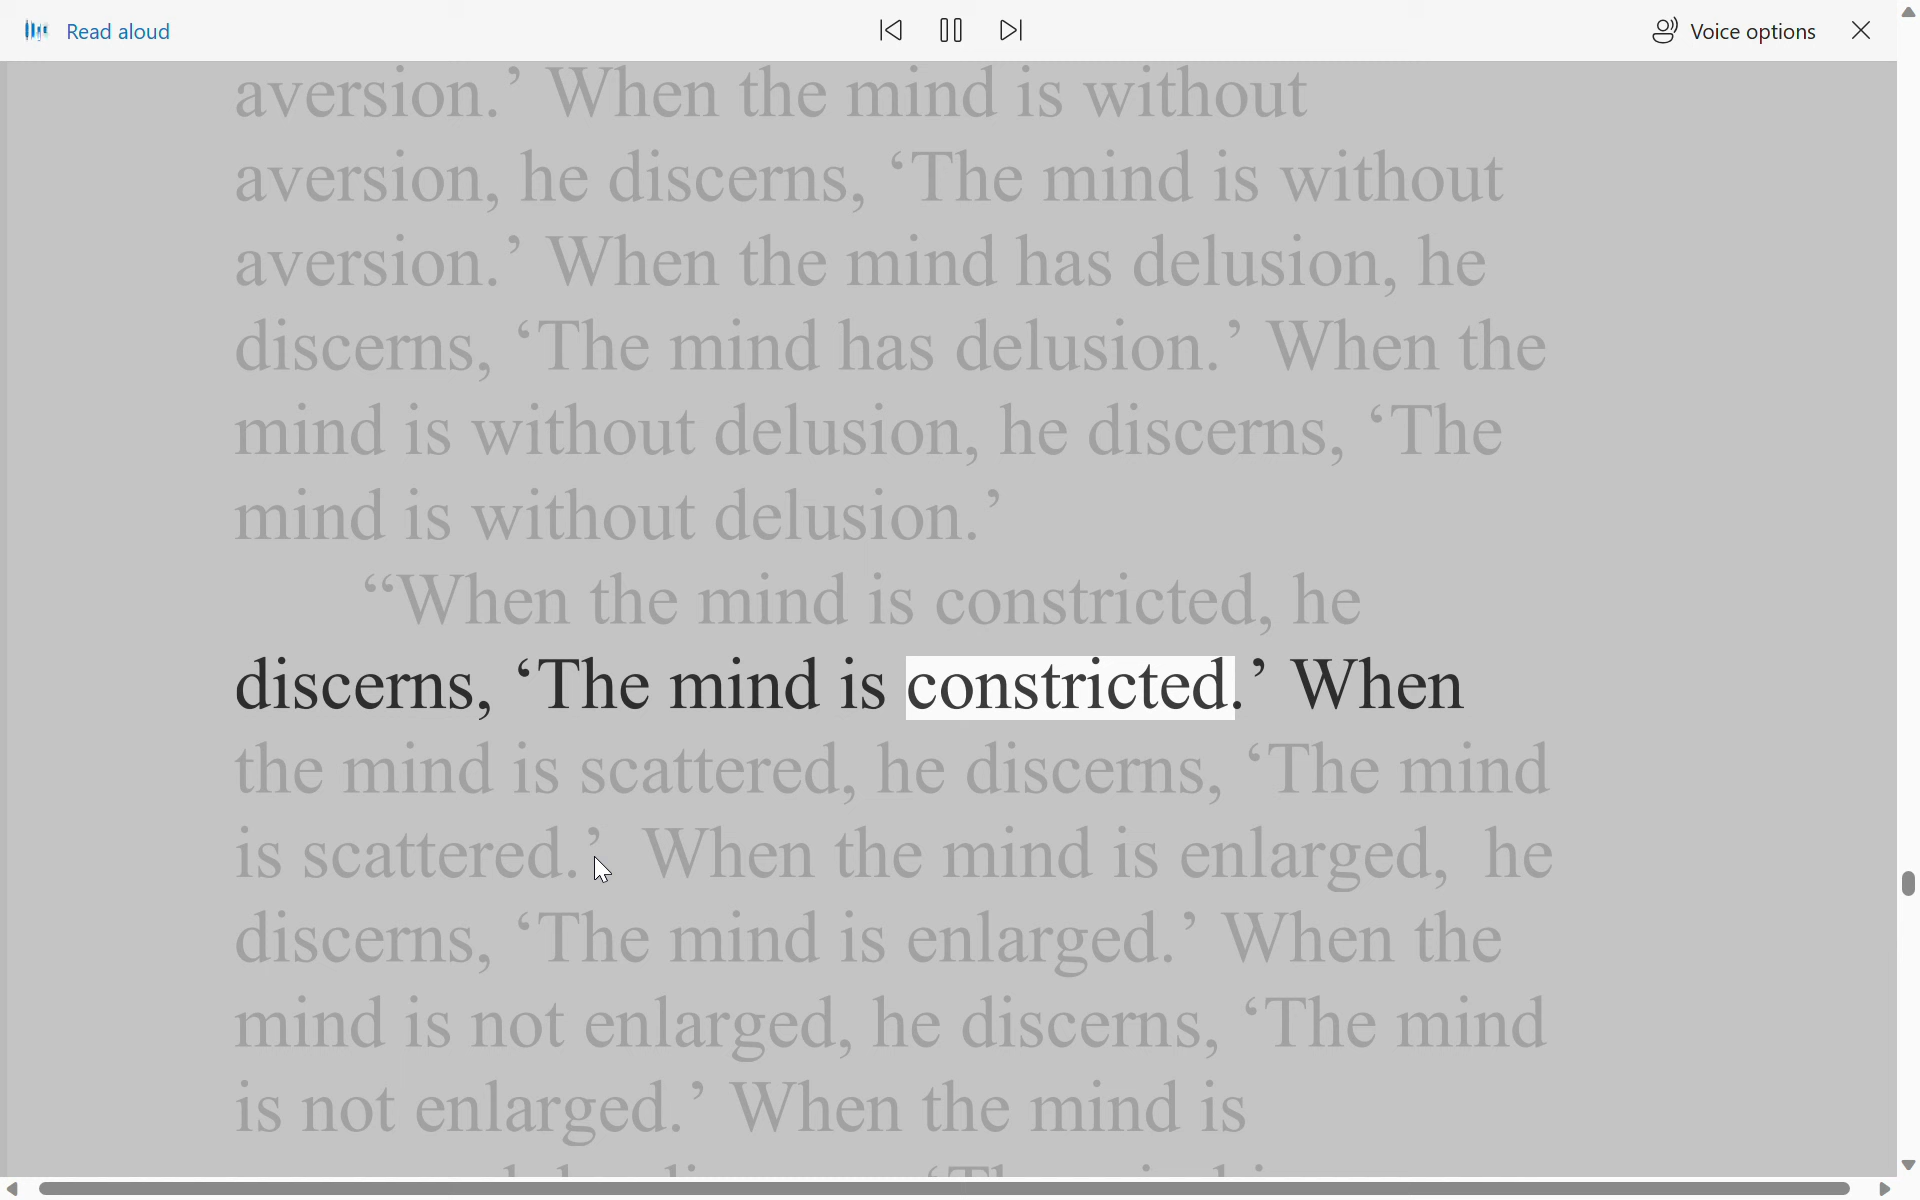 Read aloud
Voice options
aversion.’ When the mind is without
aversion, he discerns, ‘The mind is without
aversion.’ When the mind has delusion, he
discerns, ‘The mind has delusion.’ When the
mind is without delusion, he discerns, ‘The
mind is without delusion.’
“When the mind is constricted, he
discerns, ‘The mind is constricted.’ When
the mind is scattered, he discerns, ‘The mind
is scattered.’ When the mind is enlarged, he
discerns, ‘The mind is enlarged.’ When the
mind is not enlarged, he discerns, ‘The mind
is not enlarged.’ When the mind is